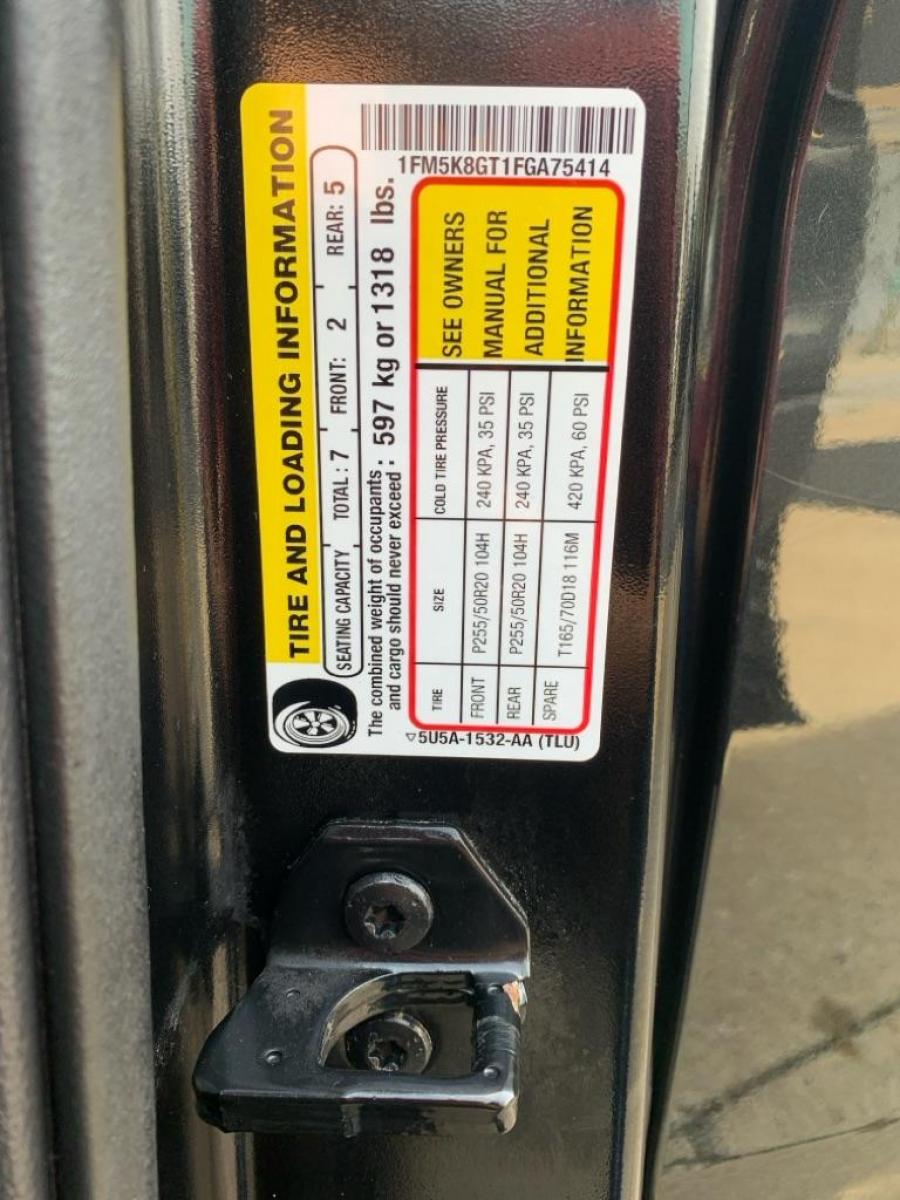 TIRE AND LOADING INFORMATION
SEATING CAPACITY TOTAL : 7 FRONT: 2 REAR: 5
The combined weight of occupants : 597 kg or 1318 lbs.
and cargo should never exceed :
TIRE SIZE COLD TIRE PRESSURE
FRONT P255/50R20 104H 240 KPA, 35 PSI
REAR P255/50R20 104H 240 KPA, 35 PSI
SPARE T165/70D18 116M 420 KPA, 60 PSI
SEE OWNERS
MANUAL FOR
ADDITIONAL
INFORMATION
1FM5K8GT1FGA75414
5U5A-1532-AA (TLU)